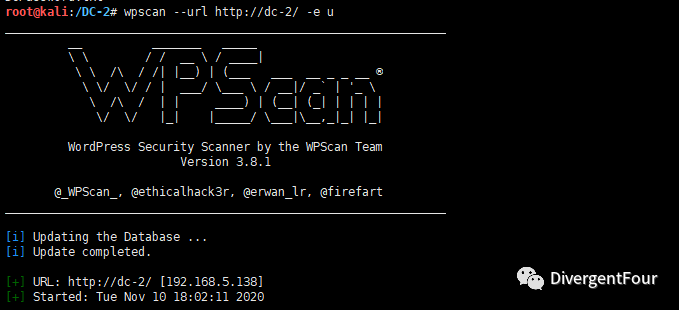 root@kali:/DC-2# wpscan --url http://dc-2/ -e u
WPScan ®
WordPress Security Scanner by the WPScan Team
Version 3.8.1
@_WPScan_, @ethicalhack3r, @erwan_lr, @firefart
[i] Updating the Database ...
[i] Update completed.
[+] URL: http://dc-2/ [192.168.5.138]
[+] Started: Tue Nov 10 18:02:11 2020
DivergentFour